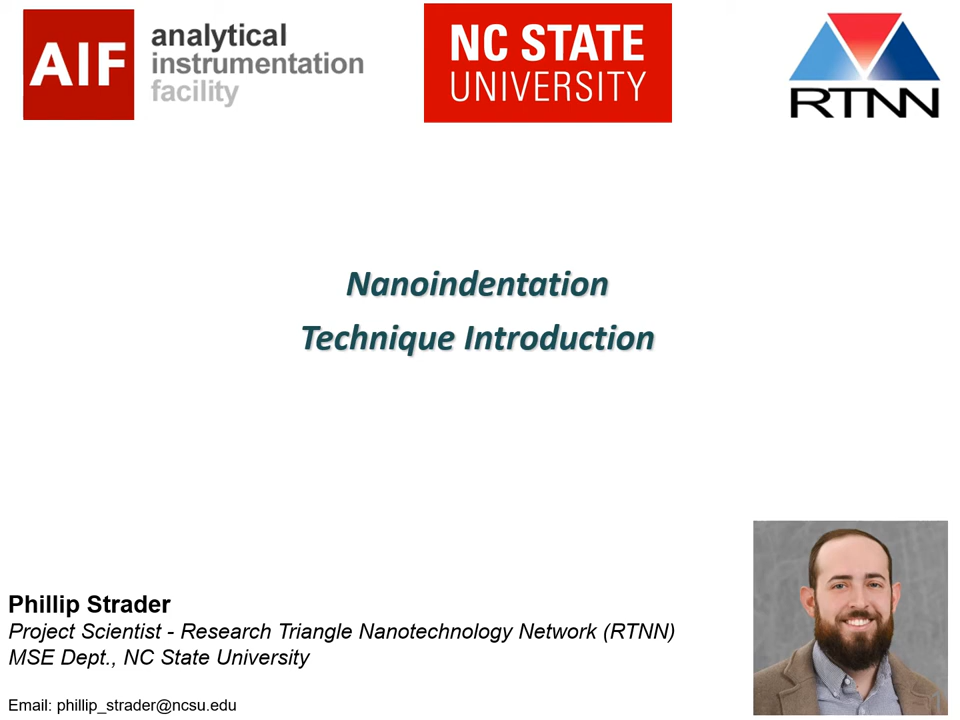 AIF
analytical
instrumentation
facility
NC STATE
UNIVERSITY
RTNN
Nanoindentation
Technique Introduction
Phillip Strader
Project Scientist - Research Triangle Nanotechnology Network (RTNN)
MSE Dept., NC State University
Email: phillip_strader@ncsu.edu